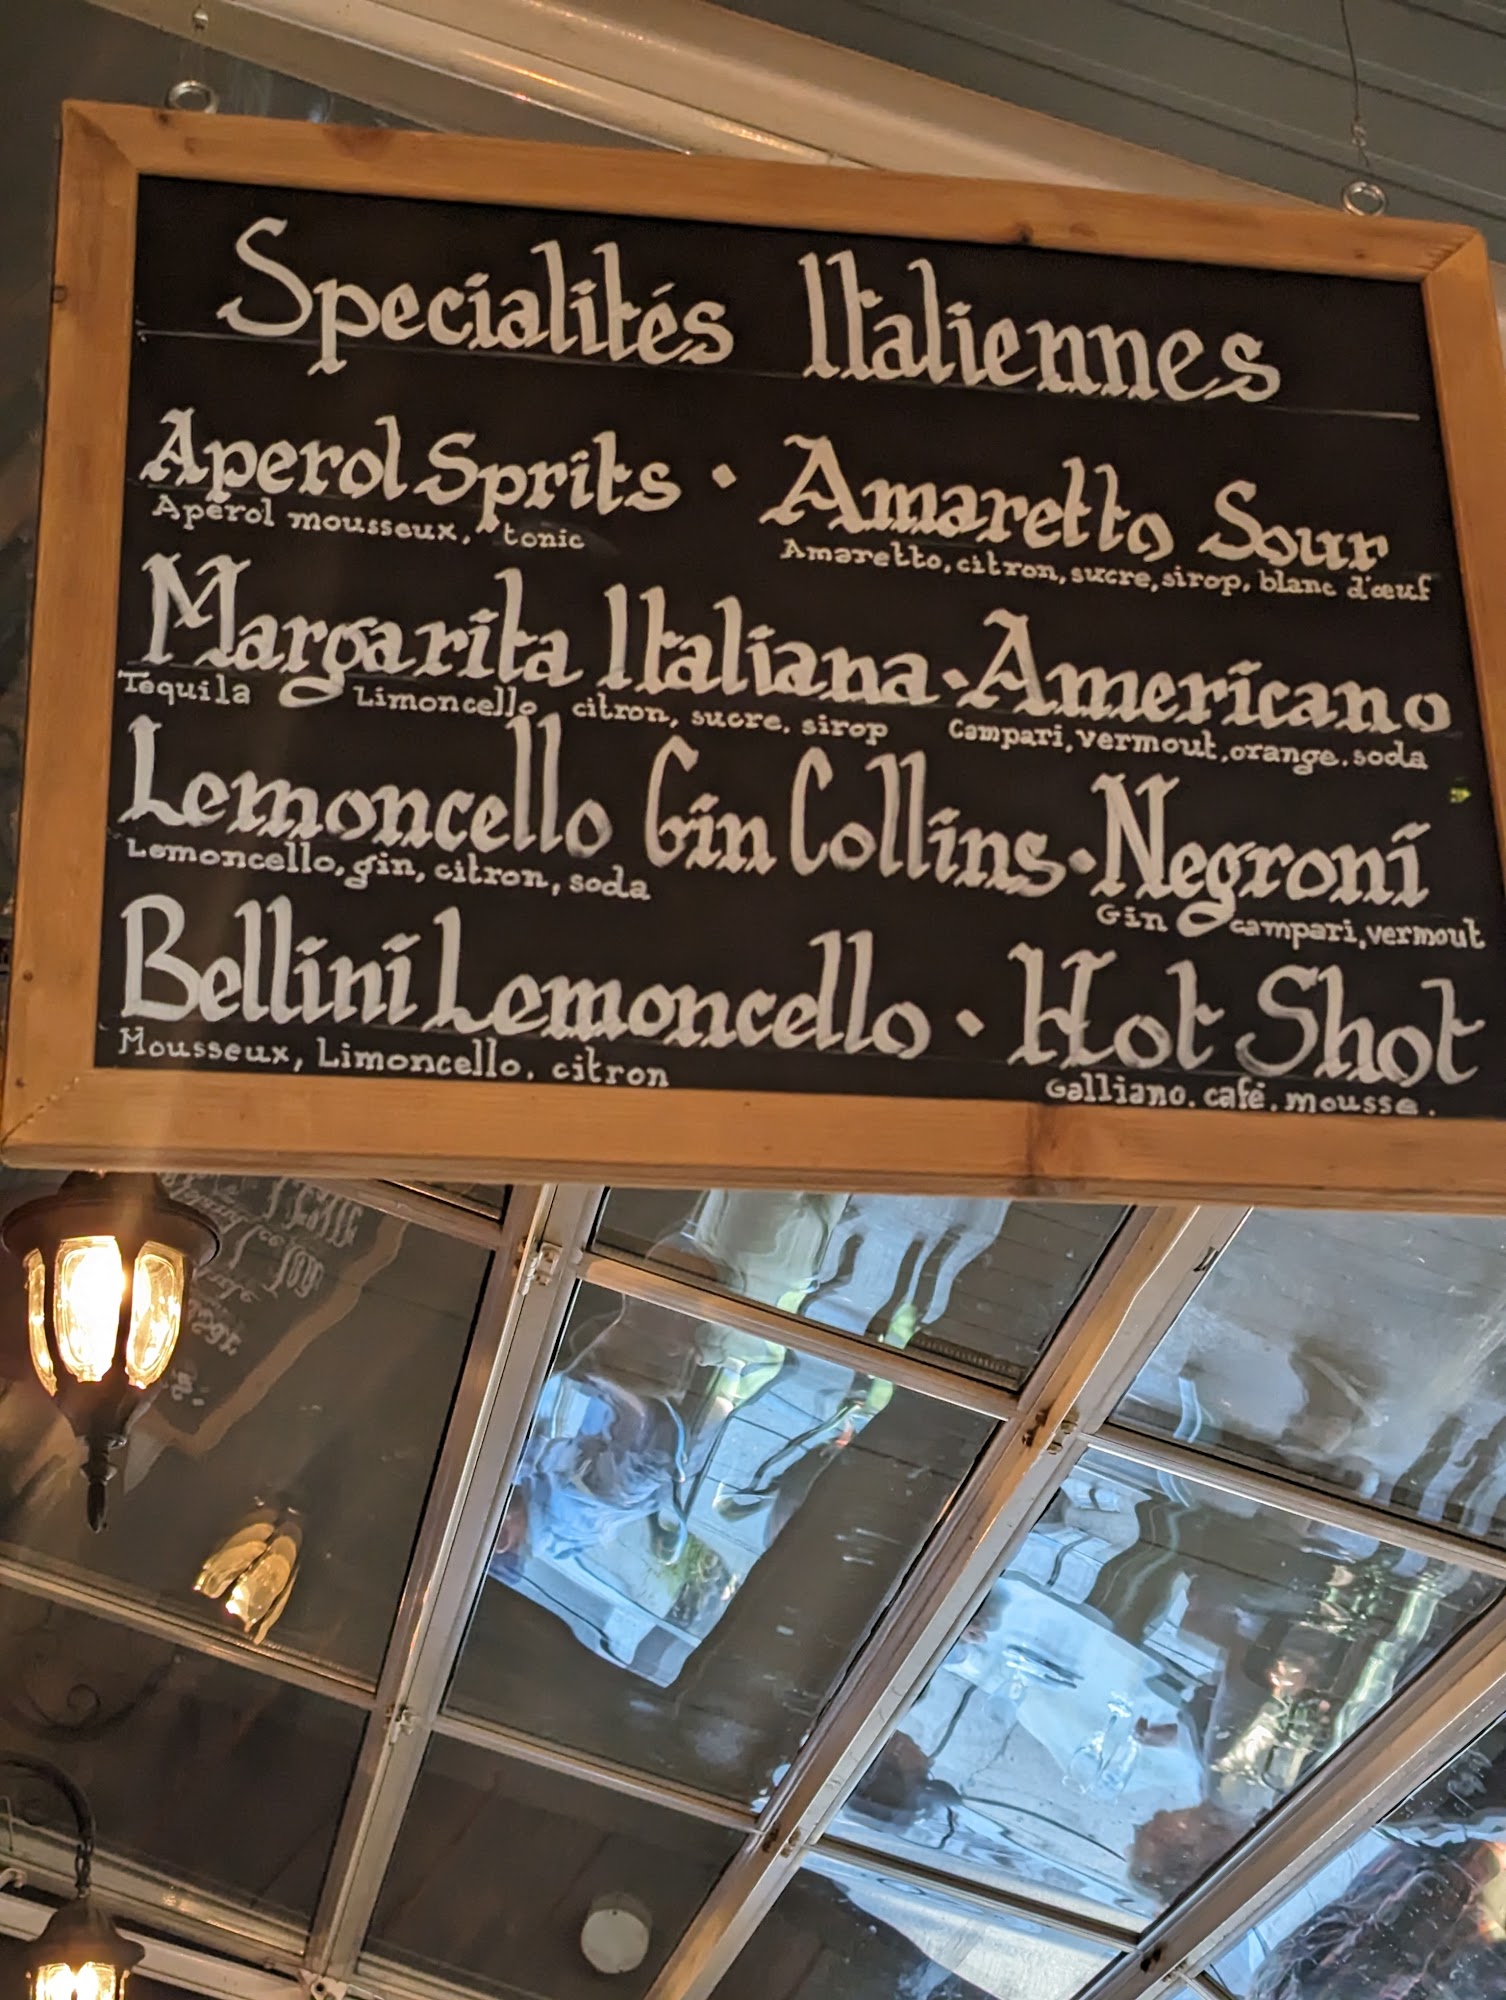 Specialités Italiennes
Aperol Sprits • Amaretto Sour
Aperol mousseux, tonic Amaretto, citron, sucre, sirop, blanc d'œuf
Margarita Italiana • Americano
Tequila Limoncello citron, sucre, sirop Campari, vermout, orange, soda
Lemoncello Gin Collins • Negroni
Lemoncello, gin, citron, soda Gin campari, vermout
Bellini Lemoncello • Hot Shot
Mousseux, Limoncello, citron Galliano, café, mousse.